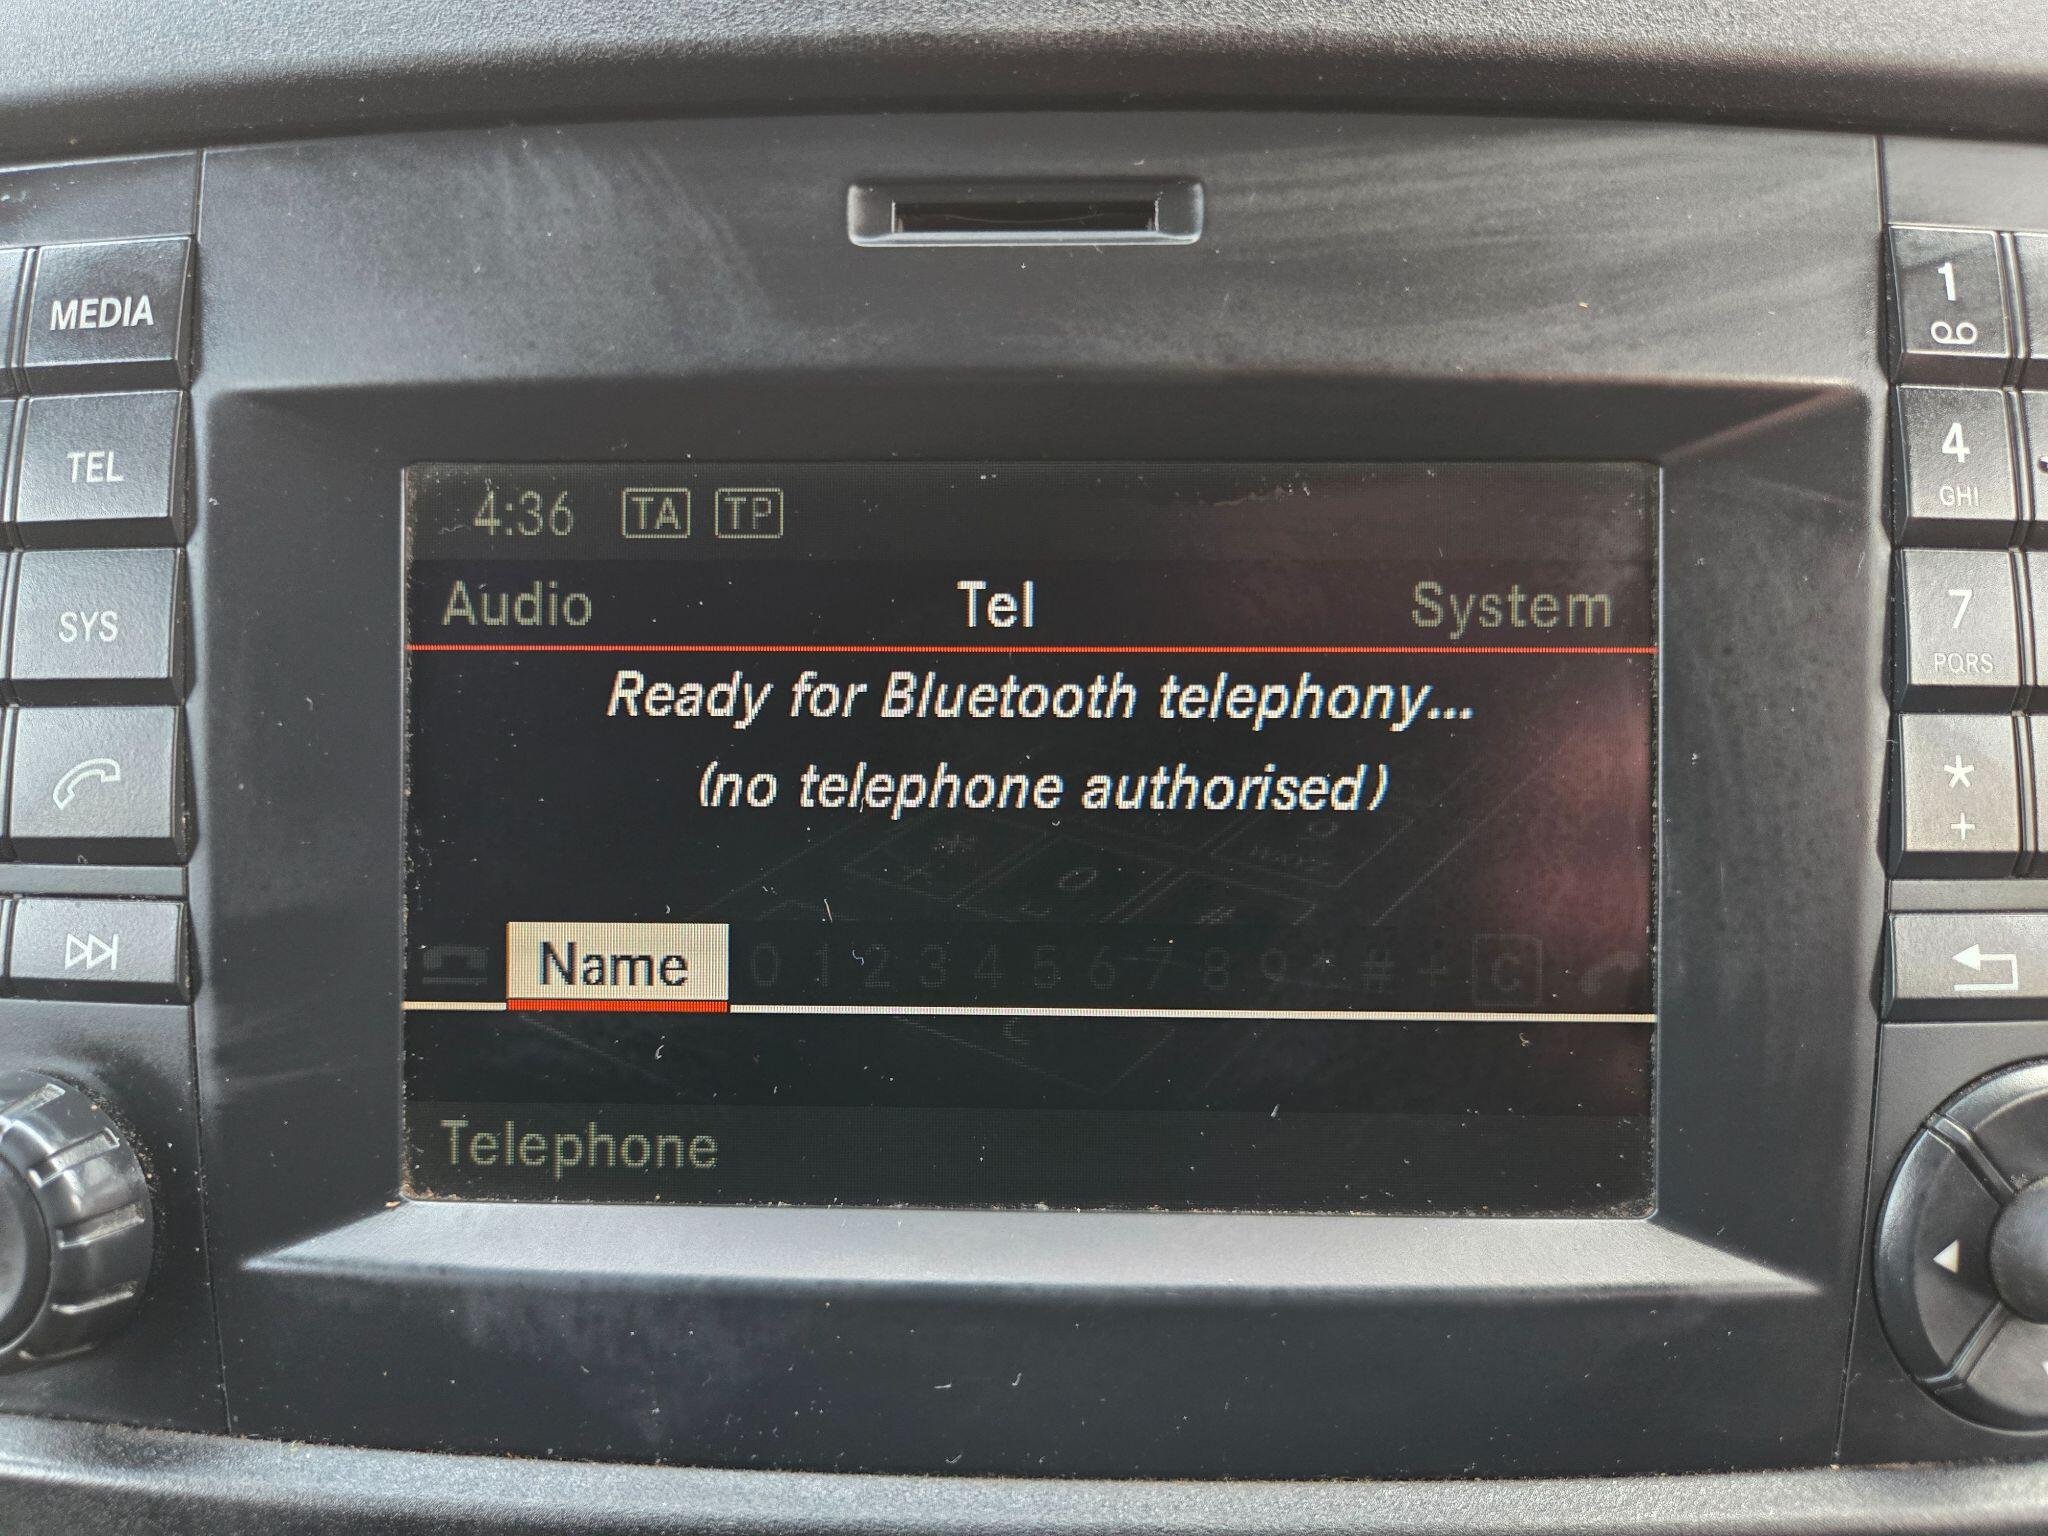 MEDIA
TEL
SYS
1
4
GHI
7
PQRS
*
+
4:36 TA TP
Audio Tel System
Ready for Bluetooth telephony...
(no telephone authorised)
Name 0 1 2 3 4 5 6 7 8 9 * # + C
Telephone